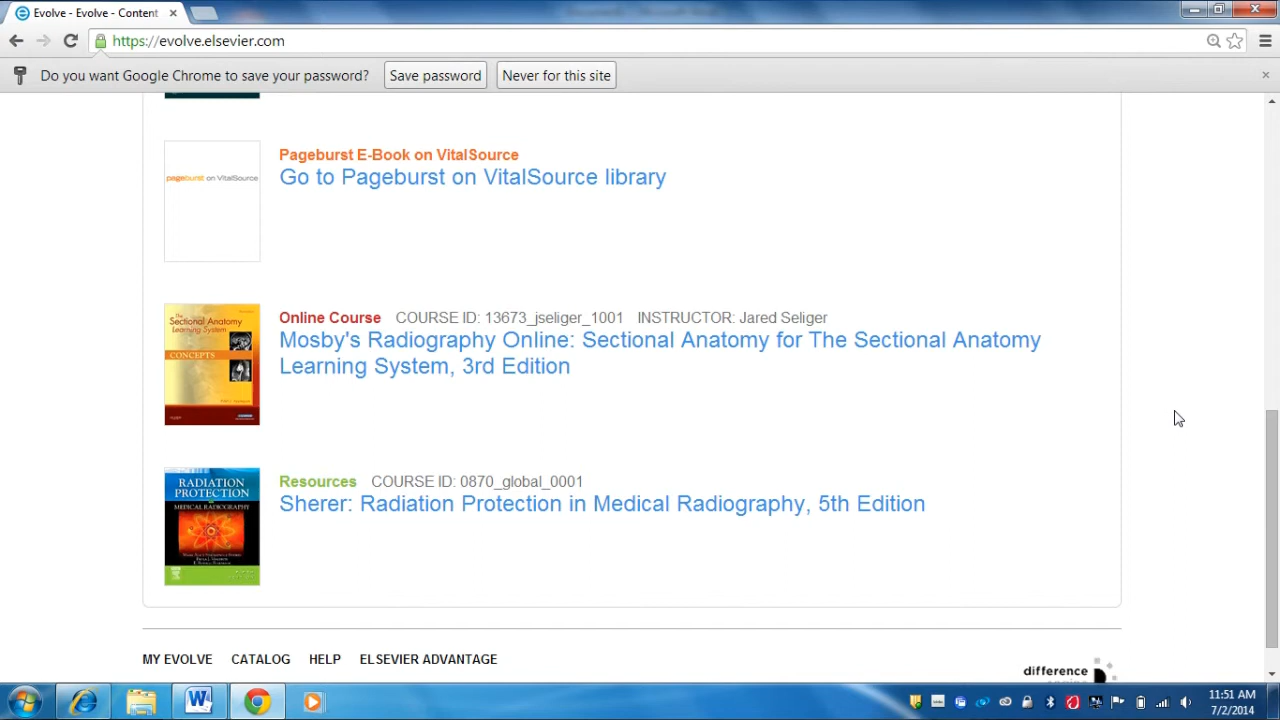 Evolve - Evolve - Content
https://evolve.elsevier.com
Do you want Google Chrome to save your password?
Save password
Never for this site
pageburst on VitalSource
Pageburst E-Book on VitalSource
Go to Pageburst on VitalSource library
The
Sectional Anatomy
Learning System
CONCEPTS
Online Course COURSE ID: 13673_jseliger_1001 INSTRUCTOR: Jared Seliger
Mosby's Radiography Online: Sectional Anatomy for The Sectional Anatomy
Learning System, 3rd Edition
RADIATION
PROTECTION
IN MEDICAL RADIOGRAPHY
Resources COURSE ID: 0870_global_0001
Sherer: Radiation Protection in Medical Radiography, 5th Edition
MY EVOLVE CATALOG HELP ELSEVIER ADVANTAGE
difference
11:51 AM
7/2/2014